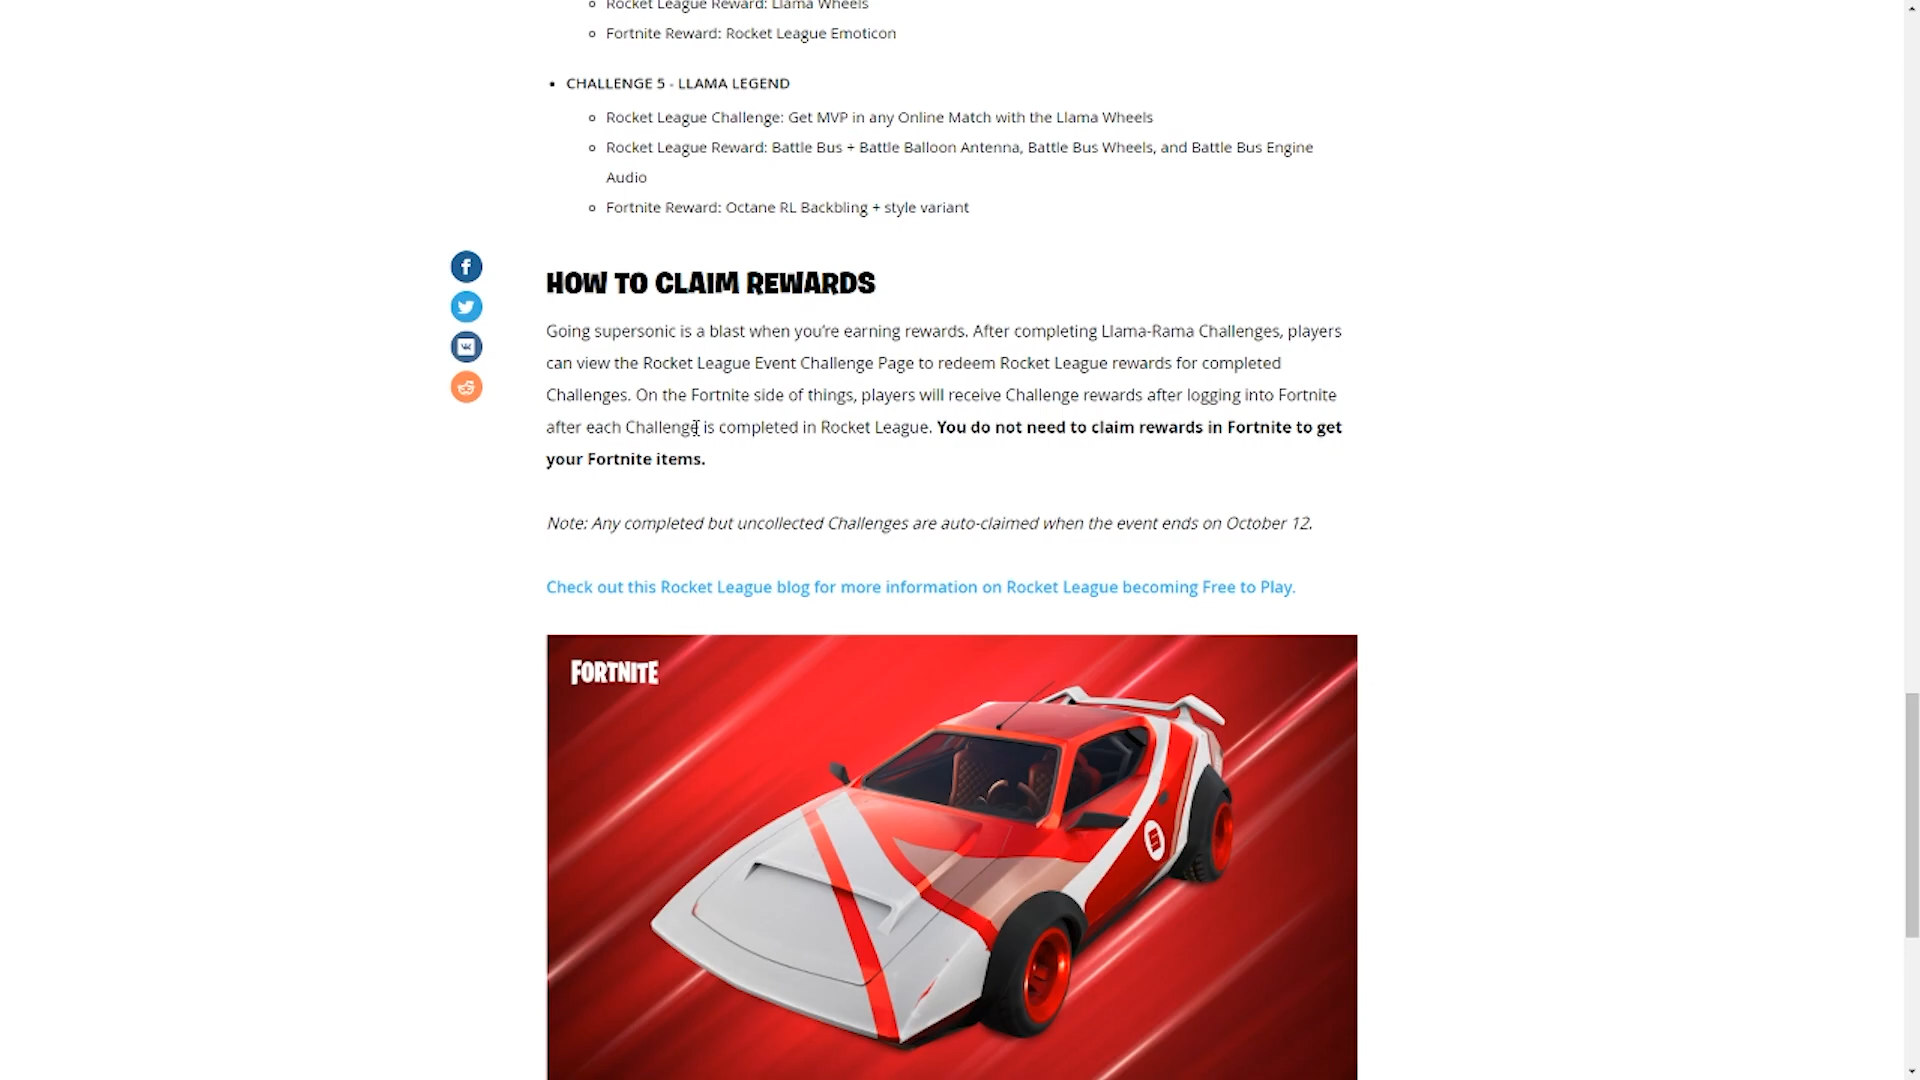 Rocket League Reward: Llama Wheels
Fortnite Reward: Rocket League Emoticon
CHALLENGE 5 - LLAMA LEGEND
Rocket League Challenge: Get MVP in any Online Match with the Llama Wheels
Rocket League Reward: Battle Bus + Battle Balloon Antenna, Battle Bus Wheels, and Battle Bus Engine
Audio
Fortnite Reward: Octane RL Backbling + style variant
HOW TO CLAIM REWARDS
Going supersonic is a blast when you’re earning rewards. After completing Llama-Rama Challenges, players
can view the Rocket League Event Challenge Page to redeem Rocket League rewards for completed
Challenges. On the Fortnite side of things, players will receive Challenge rewards after logging into Fortnite
after each Challenge is completed in Rocket League. You do not need to claim rewards in Fortnite to get
your Fortnite items.
Note: Any completed but uncollected Challenges are auto-claimed when the event ends on October 12.
Check out this Rocket League blog for more information on Rocket League becoming Free to Play.
FORTNITE